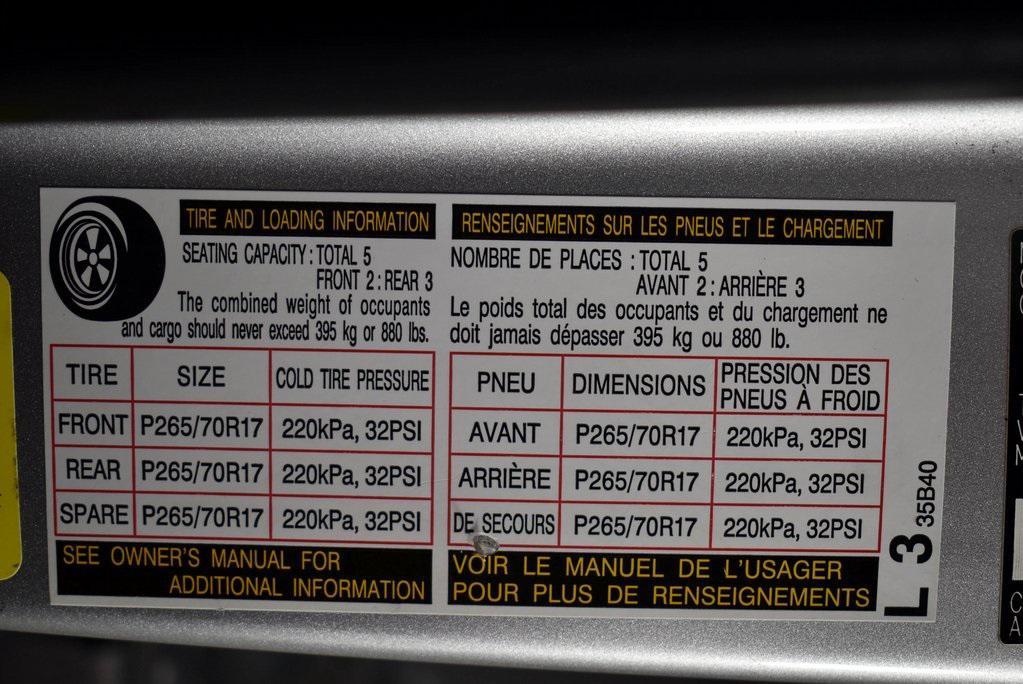 TIRE AND LOADING INFORMATION
SEATING CAPACITY : TOTAL 5
FRONT 2 : REAR 3
The combined weight of occupants
and cargo should never exceed 395 kg or 880 lbs.
TIRE SIZE COLD TIRE PRESSURE
FRONT P265/70R17 220kPa, 32PSI
REAR P265/70R17 220kPa, 32PSI
SPARE P265/70R17 220kPa, 32PSI
SEE OWNER'S MANUAL FOR
ADDITIONAL INFORMATION
RENSEIGNEMENTS SUR LES PNEUS ET LE CHARGEMENT
NOMBRE DE PLACES : TOTAL 5
AVANT 2 : ARRIÈRE 3
Le poids total des occupants et du chargement ne
doit jamais dépasser 395 kg ou 880 lb.
PNEU DIMENSIONS PRESSION DES
PNEUS À FROID
AVANT P265/70R17 220kPa, 32PSI
ARRIÈRE P265/70R17 220kPa, 32PSI
DE SECOURS P265/70R17 220kPa, 32PSI
VOIR LE MANUEL DE L'USAGER
POUR PLUS DE RENSEIGNEMENTS
L 3 35B40